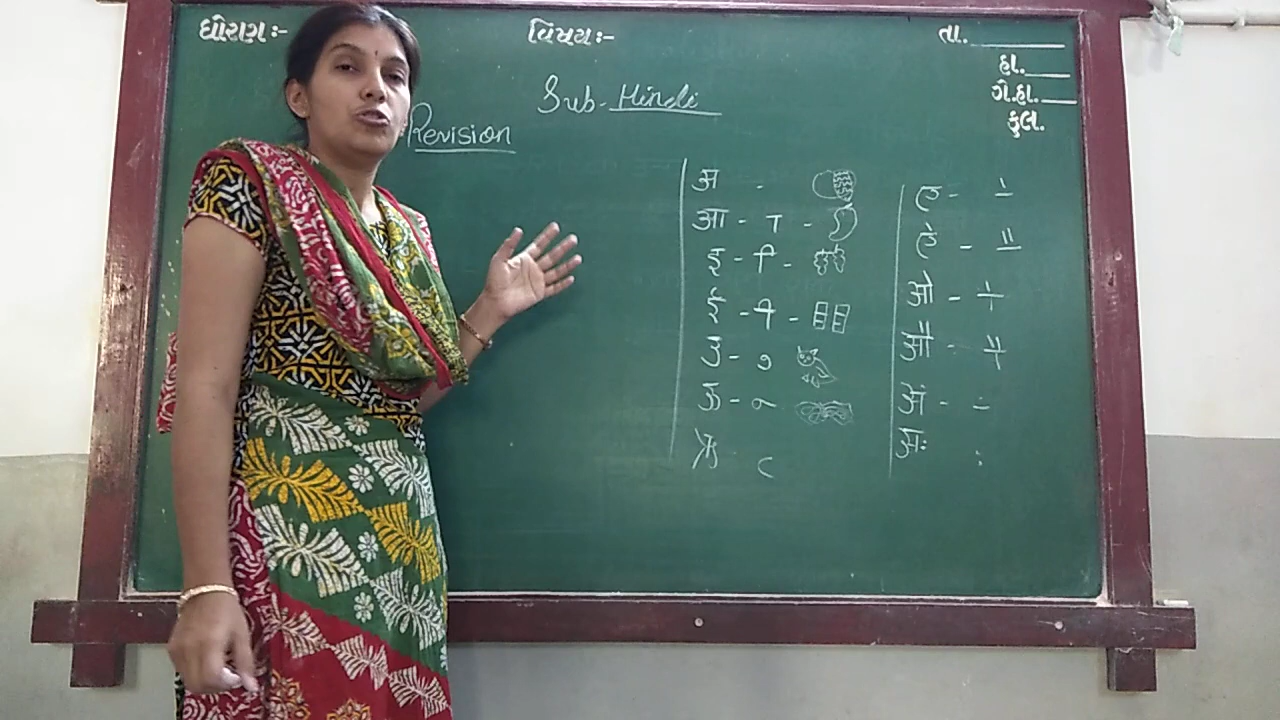 ધોરણ:-
વિષય:-
તા.
હા.
ગે.હા.
કુલ.
Sub- Hindi
Revision
अ -
आ - ा -
इ - ि -
ई - ी -
उ - ु
ऊ - ू
ऋ ृ
ए - े
ऐ - ै
ओ - ो
औ - ौ
अं - ं
अः :